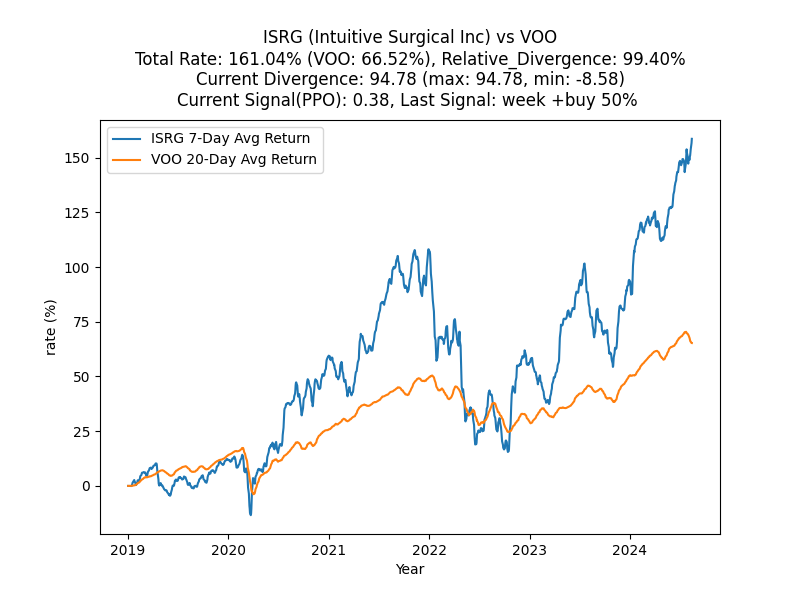 ISRG (Intuitive Surgical Inc) vs VOO
Total Rate: 161.04% (VOO: 66.52%), Relative_Divergence: 99.40%
Current Divergence: 94.78 (max: 94.78, min: -8.58)
Current Signal(PPO): 0.38, Last Signal: week +buy 50%
ISRG 7-Day Avg Return
VOO 20-Day Avg Return
rate (%)
150
125
100
75
50
25
0
2019 2020 2021 2022 2023 2024
Year